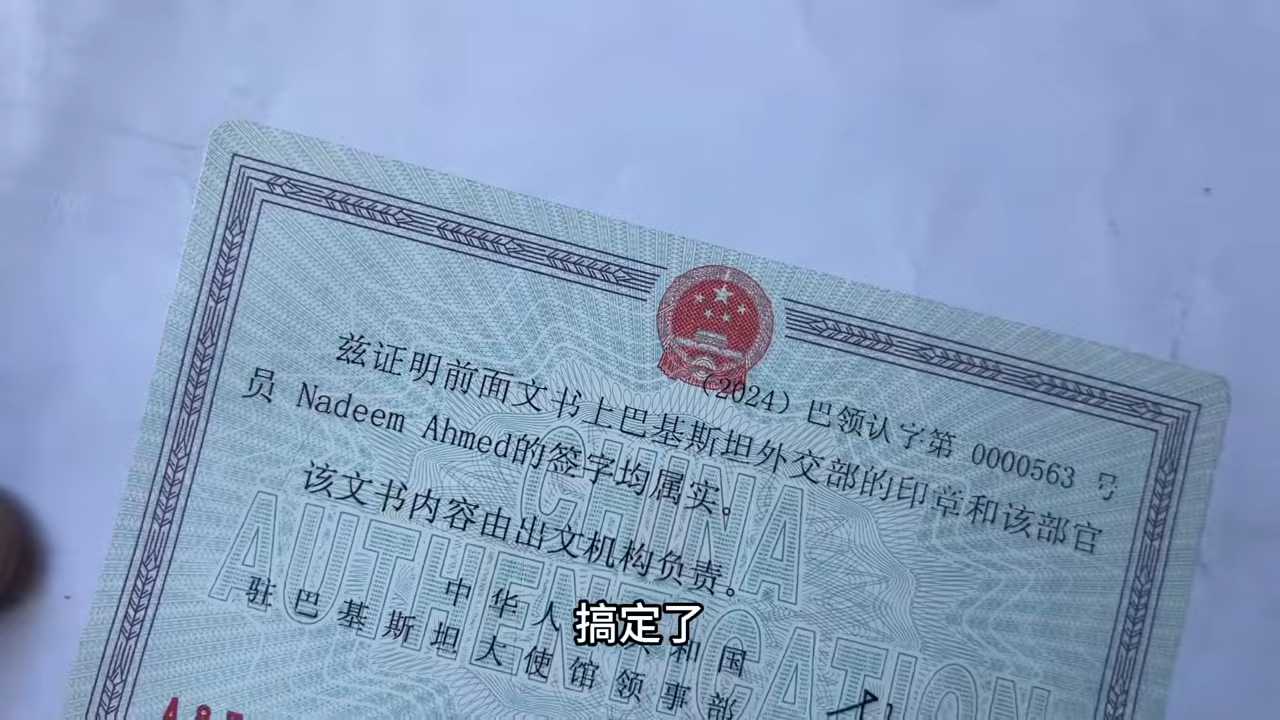 (2024) 巴领认字第 0000563 号
兹证明前面文书上巴基斯坦外交部的印章和该部官
员 Nadeem Ahmed的签字均属实。
该文书内容由出文机构负责。
CHINA
AUTHENTICATION
中华人 和国
驻巴基斯坦大使馆领事部
搞定了